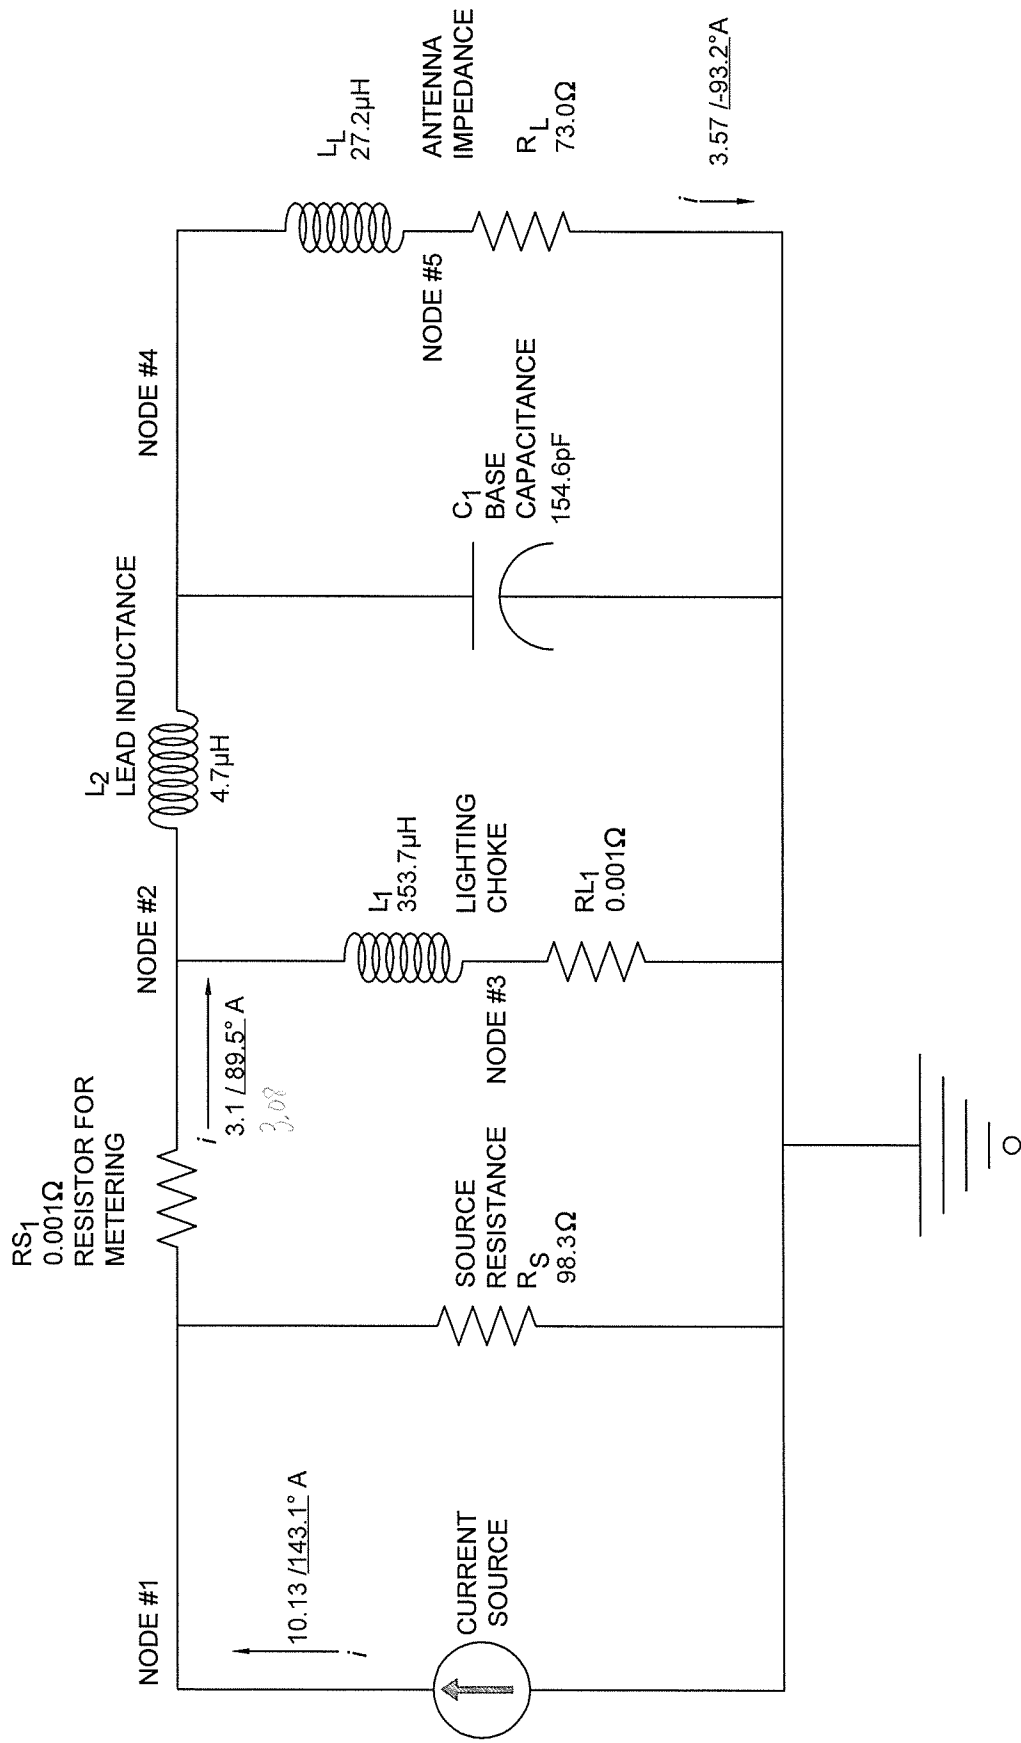 NODE #1
10.13 /143.1° A
i
CURRENT
SOURCE
RS1
0.001Ω
RESISTOR FOR
METERING
i
3.1 / 89.5° A
3.08
SOURCE
RESISTANCE
RS
98.3Ω
NODE #2
L1
353.7µH
LIGHTING
CHOKE
NODE #3
RL1
0.001Ω
L2
LEAD INDUCTANCE
4.7µH
NODE #4
C1
BASE
CAPACITANCE
154.6pF
LL
27.2µH
ANTENNA
IMPEDANCE
NODE #5
RL
73.0Ω
i
3.57 /-93.2°A
O